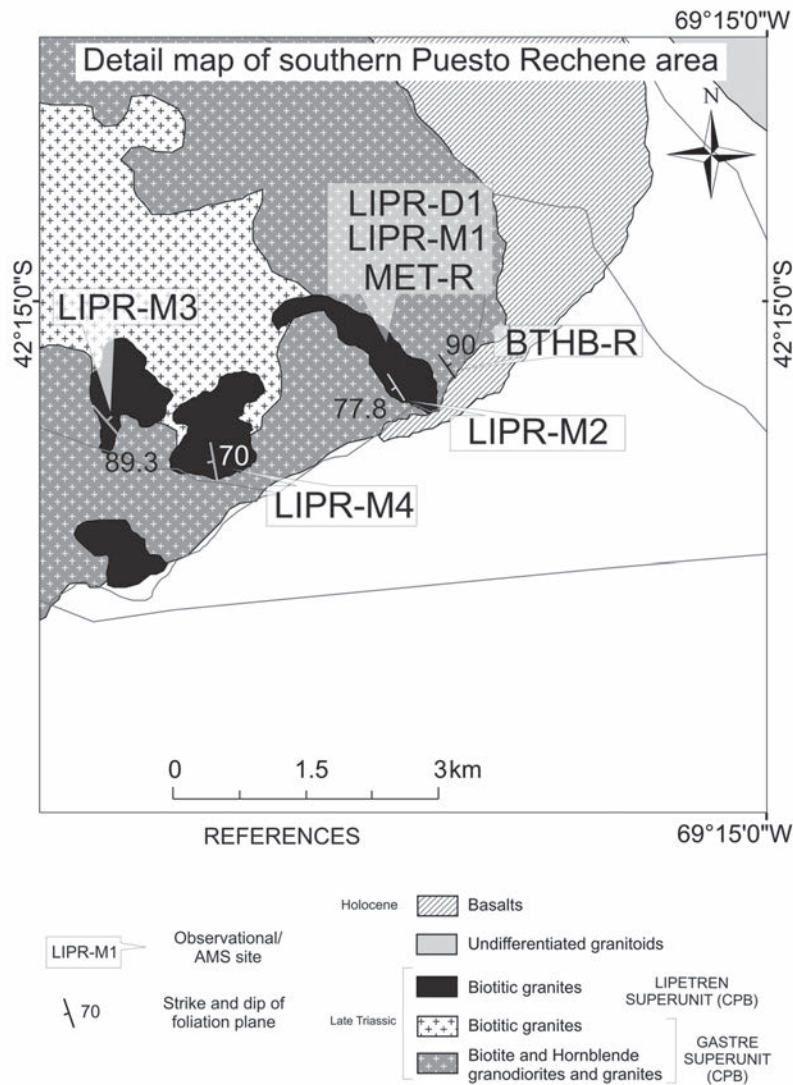 69°15'0"W
Detail map of southern Puesto Rechene area
N
LIPR-D1
LIPR-M1
MET-R
42°15'0"S
42°15'0"S
LIPR-M3
90
BTHB-R
77.8
LIPR-M2
89.3
70
LIPR-M4
0 1.5 3 km
REFERENCES
69°15'0"W
Holocene
Basalts
LIPR-M1
Observational/
AMS site
Undifferentiated granitoids
70
Strike and dip of
foliation plane
Late Triassic
Biotitic granites
LIPETREN
SUPERUNIT (CPB)
Biotitic granites
Biotite and Hornblende
granodiorites and granites
GASTRE
SUPERUNIT
(CPB)